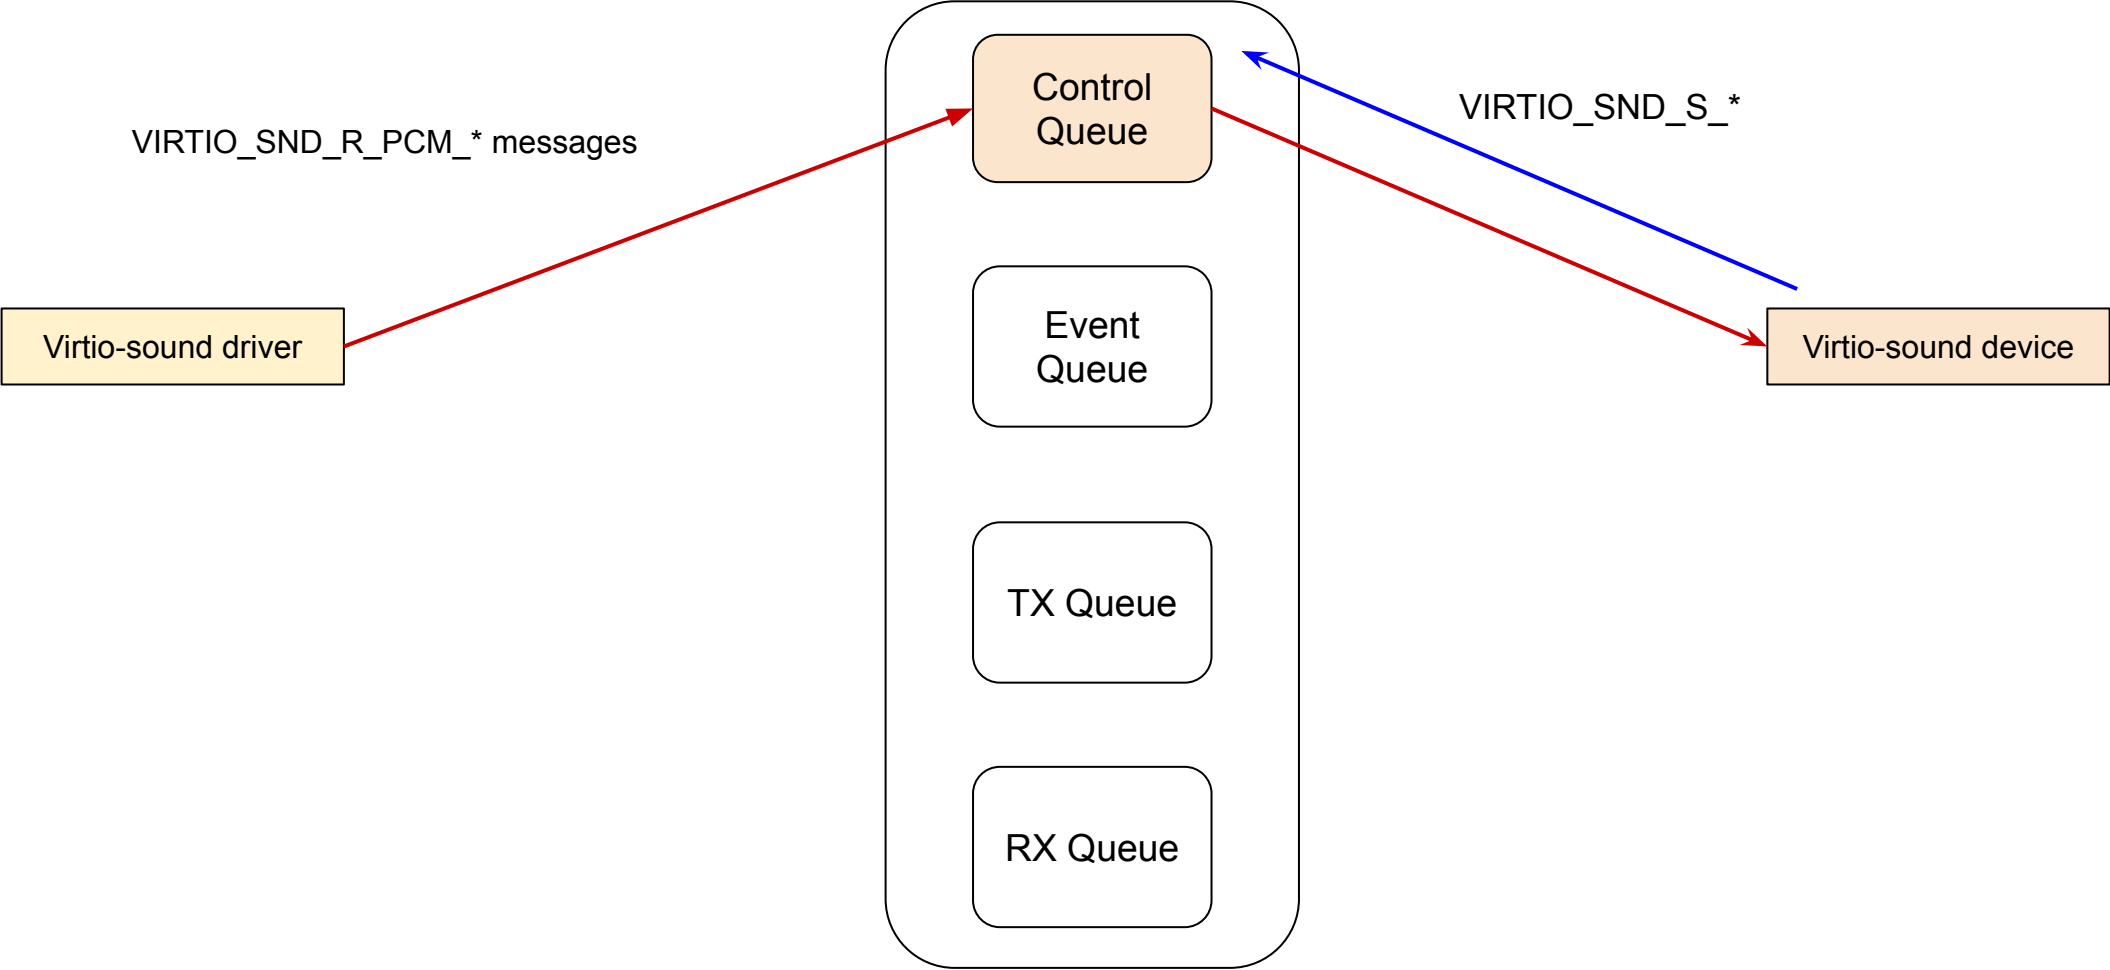 Control
Queue
VIRTIO_SND_S_*
VIRTIO_SND_R_PCM_* messages
Virtio-sound driver
Event
Queue
Virtio-sound device
TX Queue
RX Queue